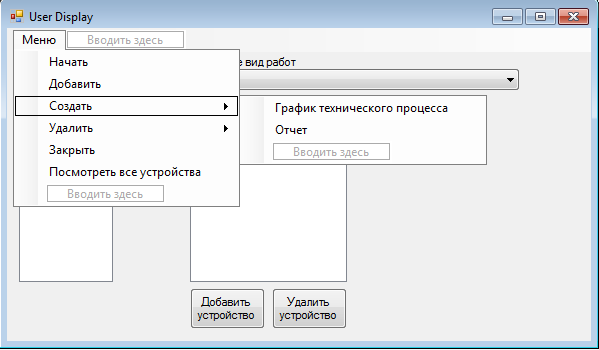 User Display
Меню Вводить здесь
Начать
е вид работ
Добавить
Создать
График технического процесса
Удалить
Отчет
Закрыть
Вводить здесь
Посмотреть все устройства
Вводить здесь
Добавить устройство
Удалить устройство